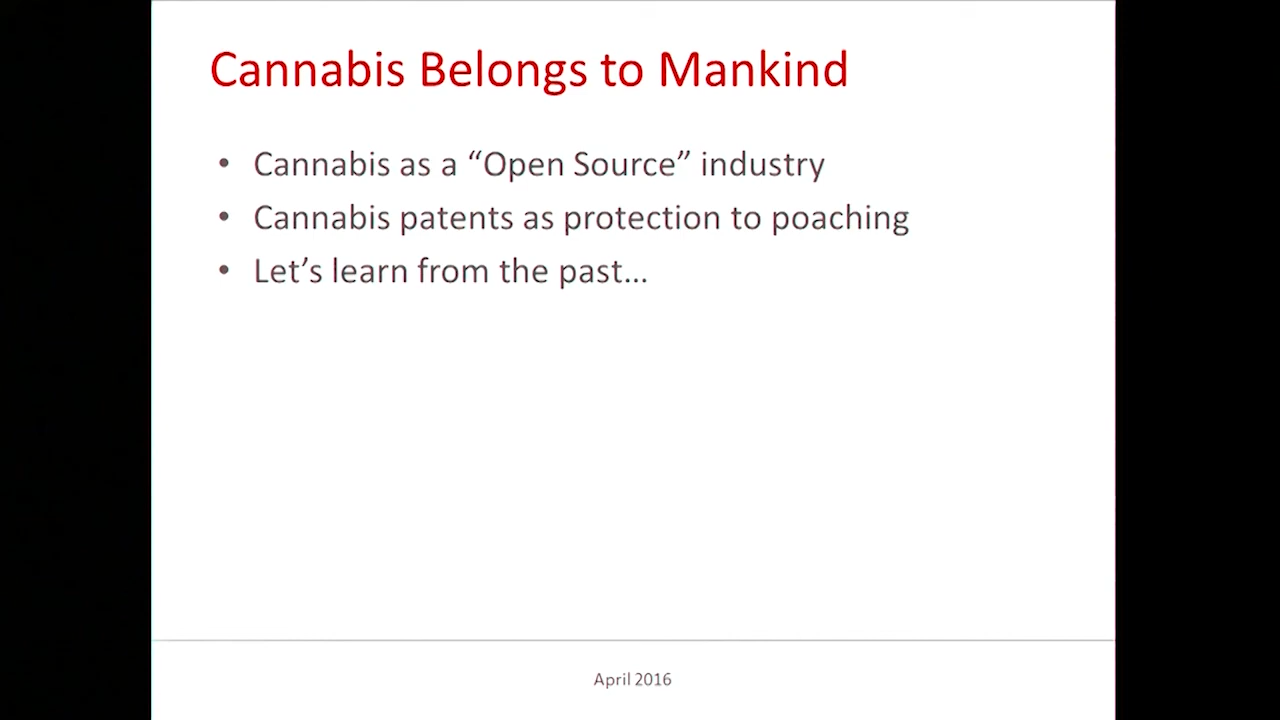 Cannabis Belongs to Mankind
• Cannabis as a “Open Source” industry
• Cannabis patents as protection to poaching
• Let’s learn from the past…
April 2016